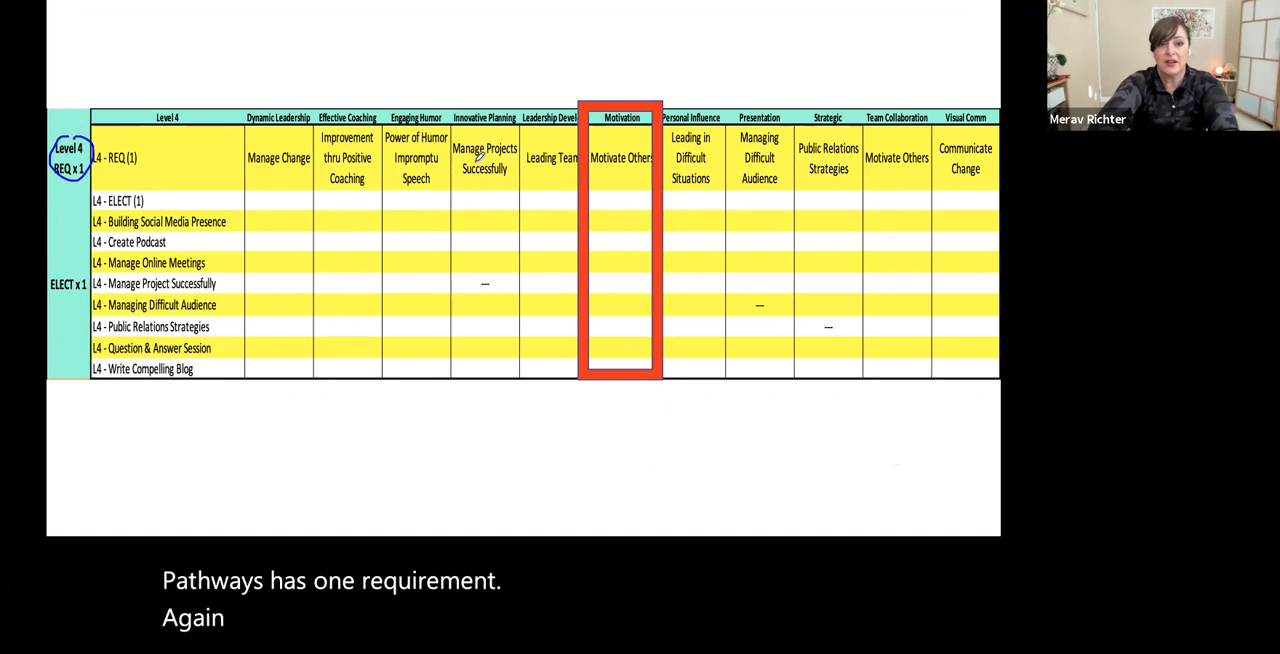 Level 4 Dynamic Leadership Effective Coaching Engaging Humor Innovative Planning Leadership Devel Motivation Personal Influence Presentation Strategic Team Collaboration Visual Comm
Level 4
REQ x 1
L4 - REQ (1)
Manage Change
Improvement
thru Positive
Coaching
Power of Humor
Impromptu
Speech
Manage Projects
Successfully
Leading Team
Motivate Others
Leading in
Difficult
Situations
Managing
Difficult
Audience
Public Relations
Strategies
Motivate Others
Communicate
Change
ELECT x 1
L4 - ELECT (1)
L4 - Building Social Media Presence
L4 - Create Podcast
L4 - Manage Online Meetings
L4 - Manage Project Successfully ---
L4 - Managing Difficult Audience ---
L4 - Public Relations Strategies ---
L4 - Question & Answer Session
L4 - Write Compelling Blog
Merav Richter
Pathways has one requirement.
Again